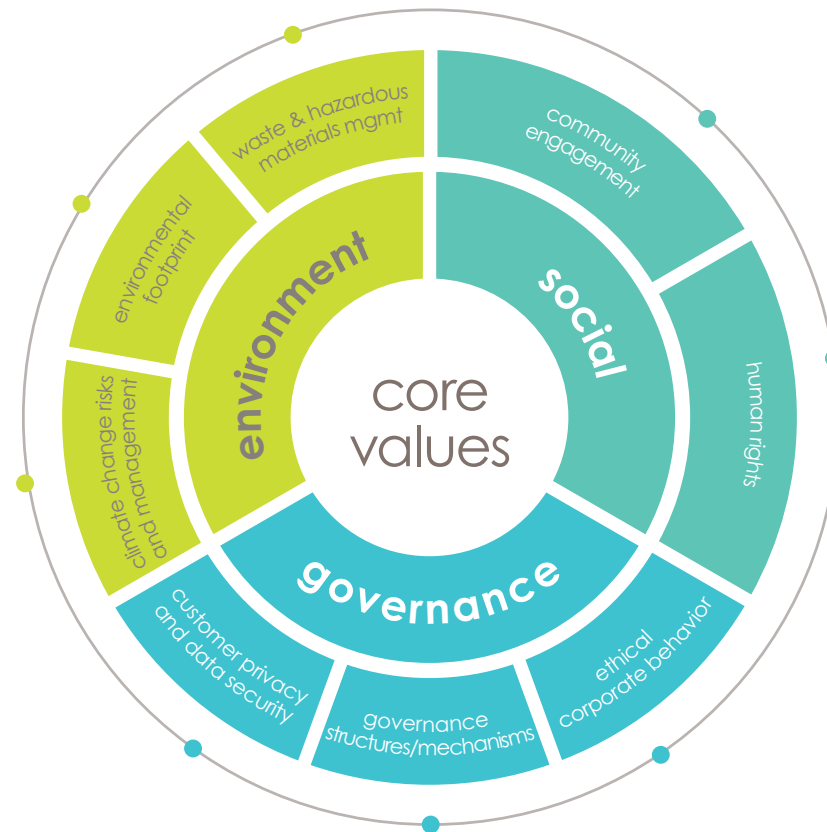 core
values
environment
social
governance
waste & hazardous
materials mgmt
community
engagement
human rights
ethical
corporate behavior
governance
structures/mechanisms
customer privacy
and data security
climate change risks
and management
environmental
footprint